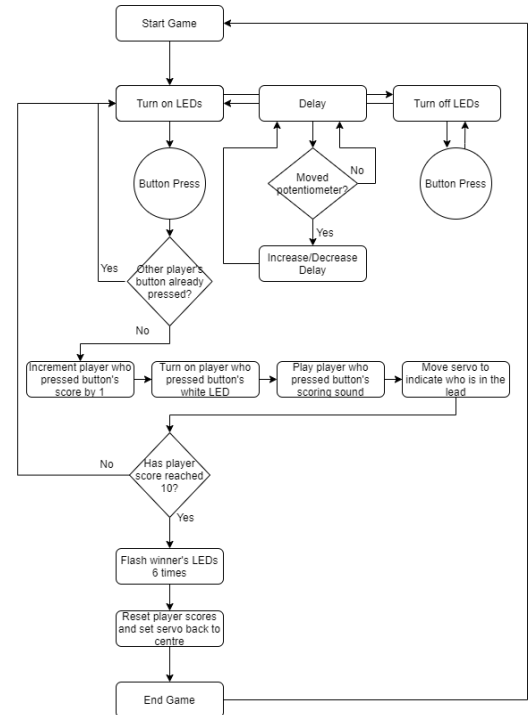 Start Game
Turn on LEDs
Delay
Turn off LEDs
Button Press
Moved
potentiometer?
No
Button Press
Yes
Other player's
button already
pressed?
Yes
Increase/Decrease
Delay
No
Increment player who
pressed button's
score by 1
Turn on player who
pressed button's
white LED
Play player who
pressed button's
scoring sound
Move servo to
indicate who is in the
lead
No
Has player
score reached
10?
Yes
Flash winner's LEDs
6 times
Reset player scores
and set servo back to
centre
End Game